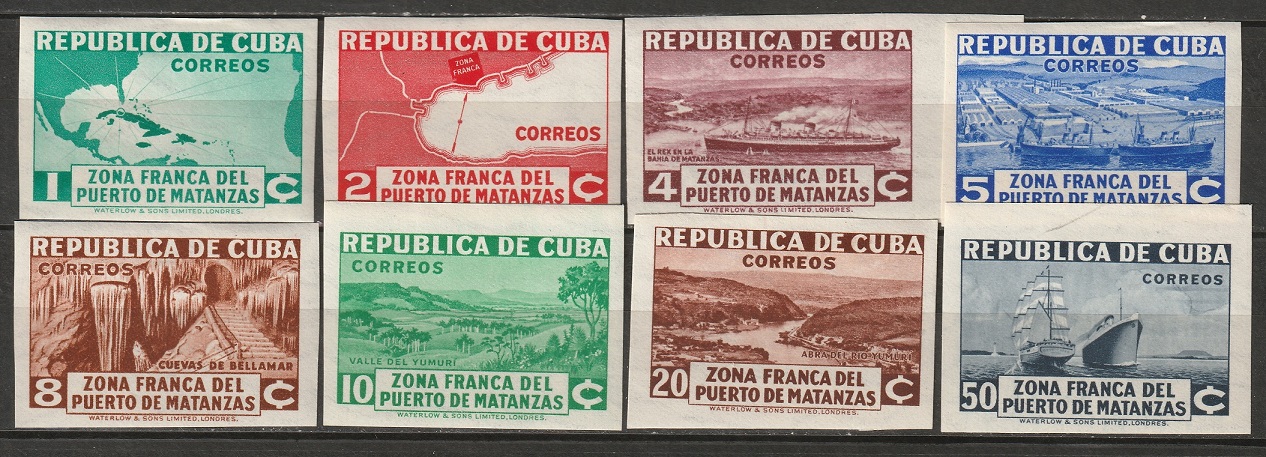 REPUBLICA DE CUBA
CORREOS
1 ZONA FRANCA DEL
PUERTO DE MATANZAS ¢
WATERLOW & SONS LIMITED, LONDRES.
REPUBLICA DE CUBA
ZONA
FRANCA
CORREOS
2 ZONA FRANCA DEL
PUERTO DE MATANZAS ¢
REPUBLICA DE CUBA
CORREOS
EL REX EN LA
BAHIA DE MATANZAS
4 ZONA FRANCA DEL
PUERTO DE MATANZAS ¢
WATERLOW & SONS LIMITED, LONDRES.
REPUBLICA DE CUBA
CORREOS
5 ZONA FRANCA DEL
PUERTO DE MATANZAS ¢
REPUBLICA DE CUBA
CORREOS
CUEVAS DE BELLAMAR
8 ZONA FRANCA DEL
PUERTO DE MATANZAS ¢
WATERLOW & SONS LIMITED, LONDRES.
REPUBLICA DE CUBA
CORREOS
VALLE DEL YUMURÍ
10 ZONA FRANCA DEL
PUERTO DE MATANZAS ¢
WATERLOW & SONS LIMITED, LONDRES.
REPUBLICA DE CUBA
CORREOS
ABRA DEL RIO YUMURÍ
20 ZONA FRANCA DEL
PUERTO DE MATANZAS ¢
WATERLOW & SONS LIMITED, LONDRES.
REPUBLICA DE CUBA
CORREOS
50 ZONA FRANCA DEL
PUERTO DE MATANZAS ¢
WATERLOW & SONS LIMITED, LONDRES.